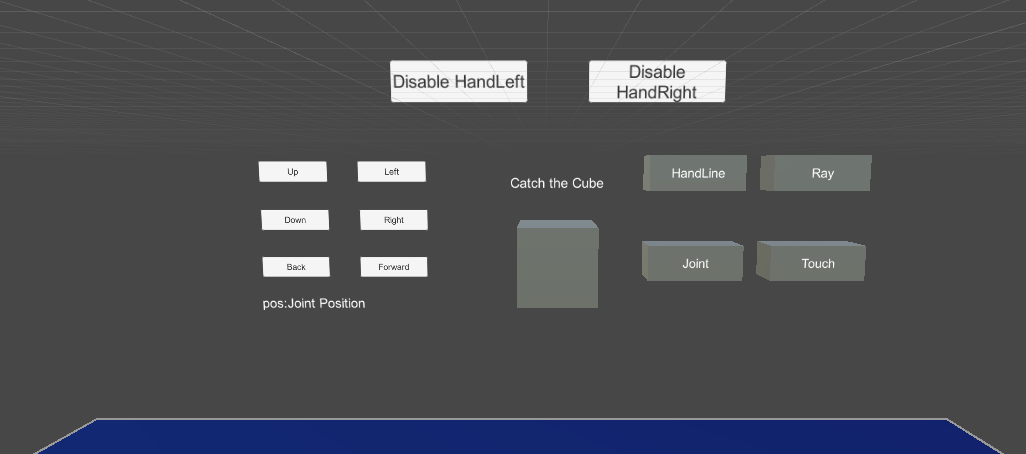 Disable HandLeft
Disable
HandRight
Up
Left
Down
Right
Back
Forward
pos:Joint Position
Catch the Cube
HandLine
Ray
Joint
Touch